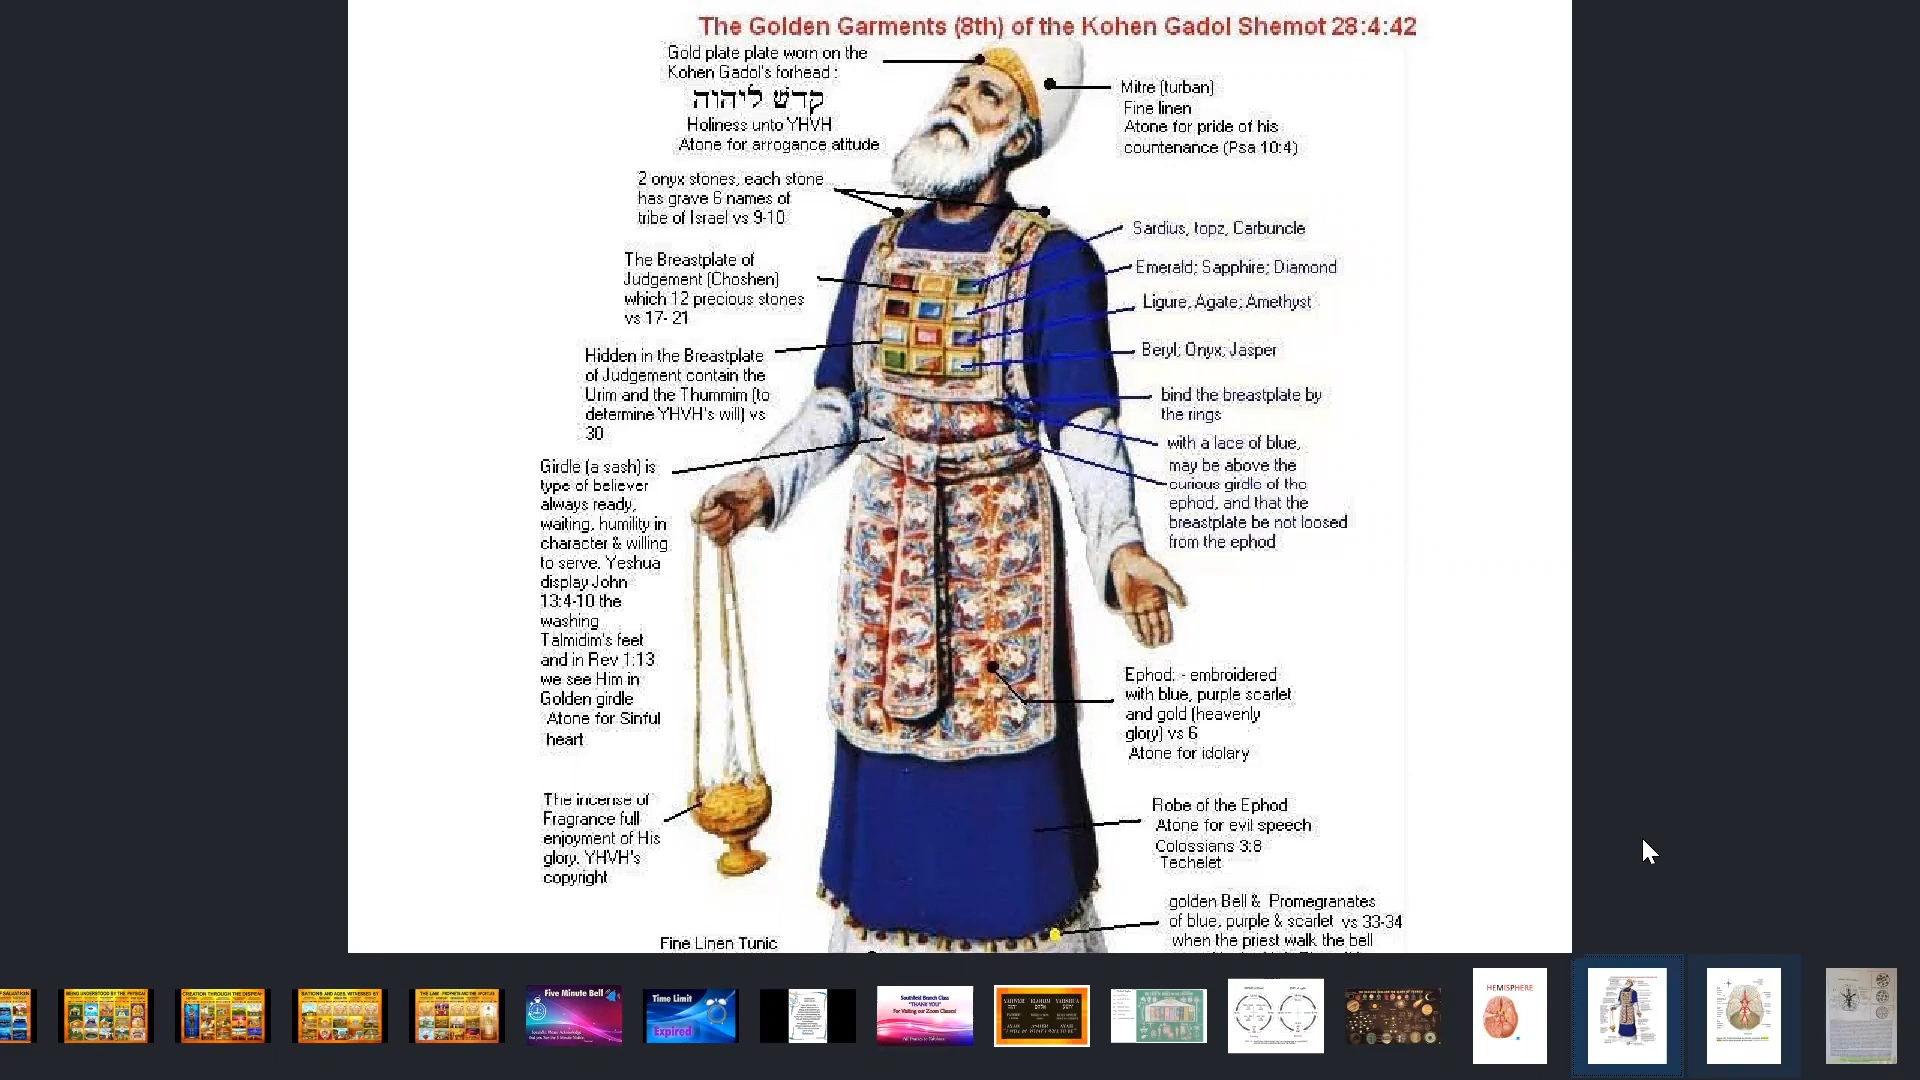 The Golden Garments (8th) of the Kohen Gadol Shemot 28:4:42
Gold plate plate worn on the
Kohen Gadol's forhead :
קדש ליהוה
Holiness unto YHVH
Atone for arrogance atitude
Mitre (turban)
Fine linen
Atone for pride of his
countenance (Psa 10:4)
2 onyx stones, each stone
has grave 6 names of
tribe of Israel vs 9-10
The Breastplate of
Judgement (Choshen)
which 12 precious stones
vs 17- 21
Hidden in the Breastplate
of Judgement contain the
Urim and the Thummim (to
determine YHVH's will) vs
30
Girdle (a sash) is
type of believer
always ready,
waiting, humility in
character & willing
to serve. Yeshua
display John
13:4-10 the
washing
Talmidim's feet
and in Rev 1:13
we see Him in
Golden girdle
Atone for Sinful
heart
The incense of
Fragrance full
enjoyment of His
glory. YHVH's
copyright
Fine Linen Tunic
Sardius, topz, Carbuncle
Emerald; Sapphire; Diamond
Ligure, Agate; Amethyst
Beryl; Onyx; Jasper
bind the breastplate by
the rings
with a lace of blue,
may be above the
curious girdle of the
ephod, and that the
breastplate be not loosed
from the ephod
Ephod: - embroidered
with blue, purple scarlet
and gold (heavenly
glory) vs 6
Atone for idolary
Robe of the Ephod
Atone for evil speech
Colossians 3:8
Techelet
golden Bell & Promegranates
of blue, purple & scarlet vs 33-34
when the priest walk the bell
Five Minute Bell
Time Limit
Expired
Southfield Branch Class
"THANK YOU"
For Visiting our Zoom Classes!
HEMISPHERE